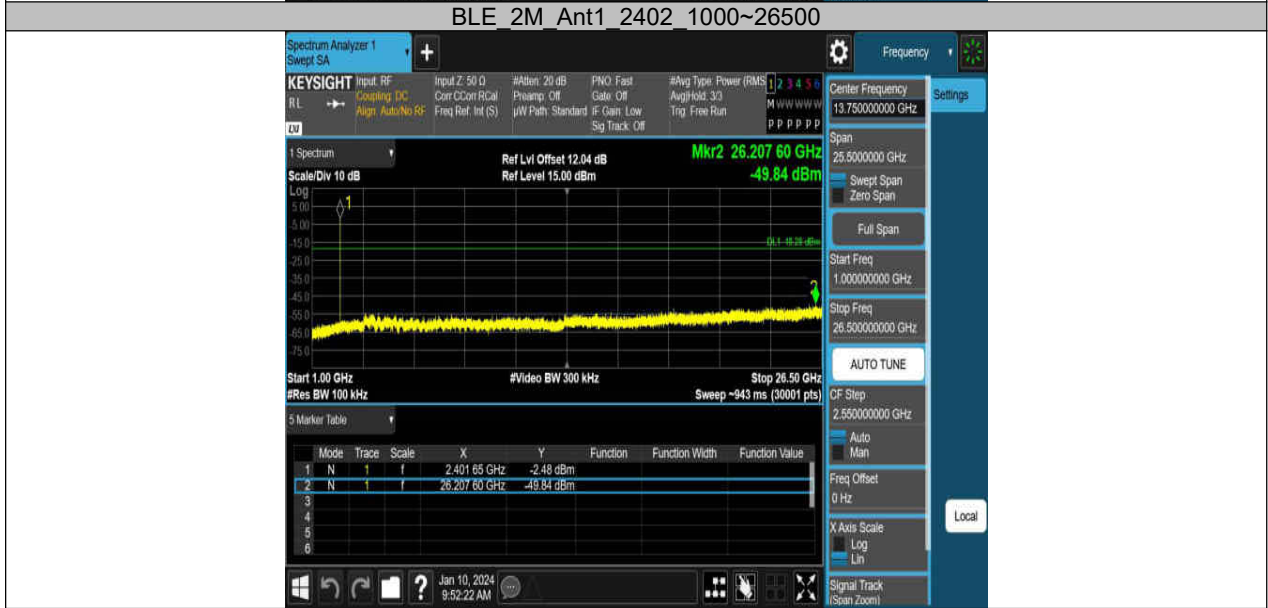 BLE_2M_Ant1_2402_1000~26500
Spectrum Analyzer 1
Swept SA
+
Frequency
KEYSIGHT
RL
Input: RF
Coupling: DC
Align: Auto/No RF
Input Z: 50 Ω
Corr CCorr RCal
Freq Ref: Int (S)
#Atten: 20 dB
Preamp: Off
µW Path: Standard
PNO: Fast
Gate: Off
IF Gain: Low
Sig Track: Off
#Avg Type: Power (RMS
Avg|Hold: 3/3
Trig: Free Run
1 2 3 4 5 6
M W W W W W
P P P P P P
LXI
1 Spectrum
Scale/Div 10 dB
Ref Lvl Offset 12.04 dB
Ref Level 15.00 dBm
Mkr2 26.207 60 GHz
-49.84 dBm
Log
5.00
-5.00
-15.0
-25.0
-35.0
-45.0
-55.0
-65.0
-75.0
1
2
Start 1.00 GHz
#Res BW 100 kHz
#Video BW 300 kHz
Stop 26.50 GHz
Sweep ~943 ms (30001 pts)
5 Marker Table
Mode Trace Scale X Y Function Function Width Function Value
1 N 1 f 2.401 65 GHz -2.48 dBm
2 N 1 f 26.207 60 GHz -49.84 dBm
3
4
5
6
Jan 10, 2024
9:52:22 AM
?
Center Frequency
13.750000000 GHz
Settings
Span
25.5000000 GHz
Swept Span
Zero Span
Full Span
Start Freq
1.000000000 GHz
Stop Freq
26.500000000 GHz
AUTO TUNE
CF Step
2.550000000 GHz
Auto
Man
Freq Offset
0 Hz
X Axis Scale
Log
Lin
Signal Track
(Span Zoom)
Local